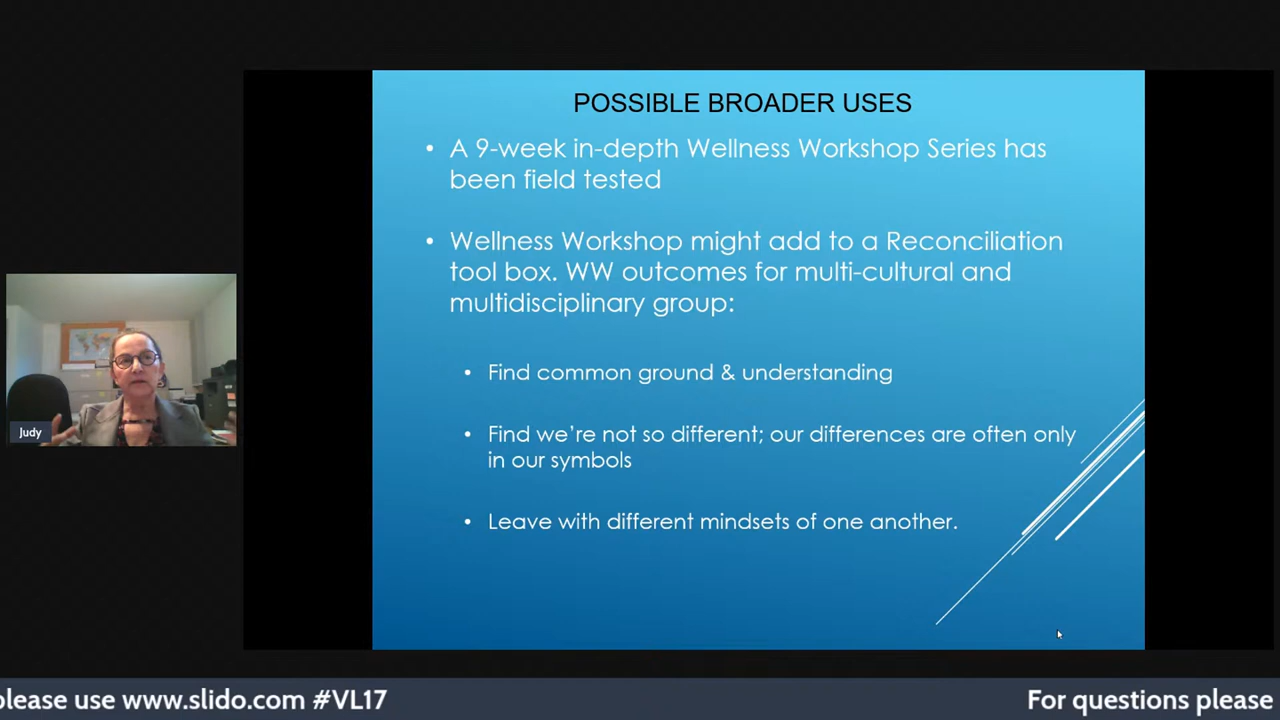 POSSIBLE BROADER USES
• A 9-week in-depth Wellness Workshop Series has
been field tested
• Wellness Workshop might add to a Reconciliation
tool box. WW outcomes for multi-cultural and
multidisciplinary group:
• Find common ground & understanding
• Find we’re not so different; our differences are often only
in our symbols
• Leave with different mindsets of one another.
Judy
please use www.slido.com #VL17
For questions please